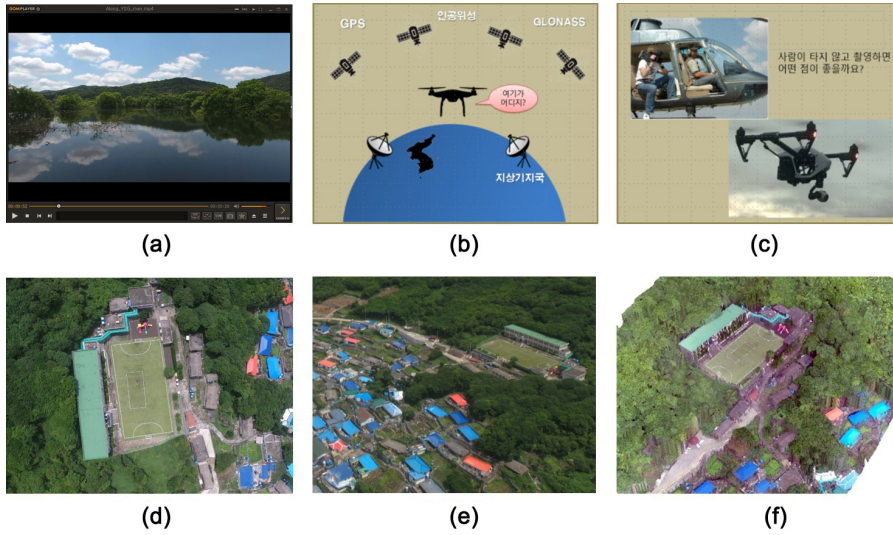 GOMPLAYER
(a)
GPS
인공위성
GLONASS
여기가
어디지?
지상기지국
(b)
사람이 타지 않고 촬영하면
어떤 점이 좋을까요?
(c)
(d)
(e)
(f)